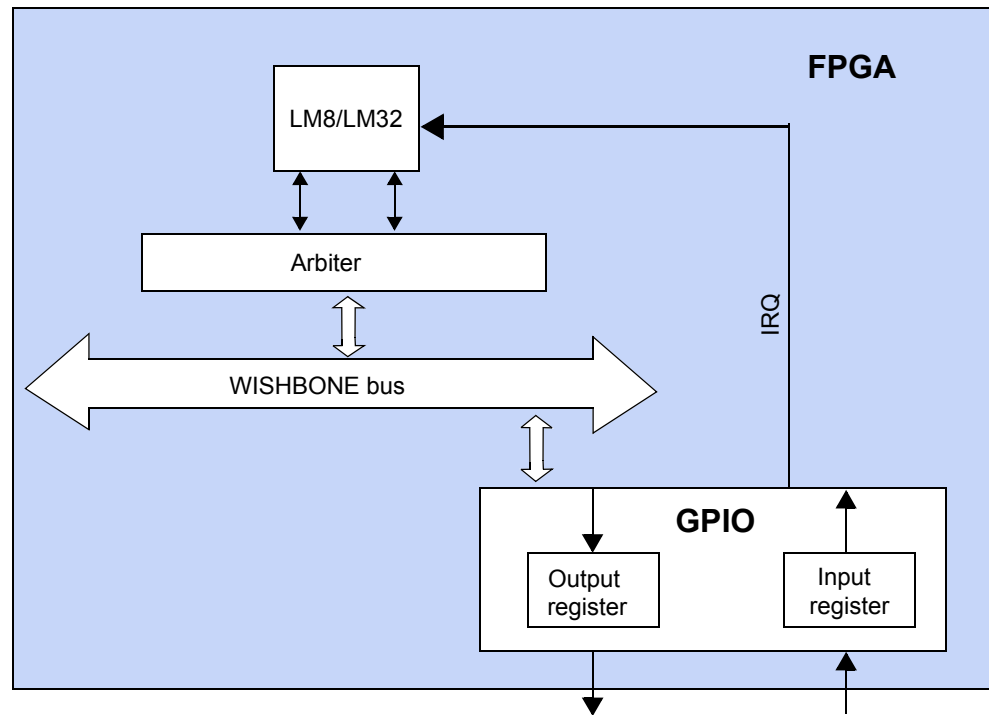 FPGA
LM8/LM32
Arbiter
IRQ
WISHBONE bus
GPIO
Output
register
Input
register